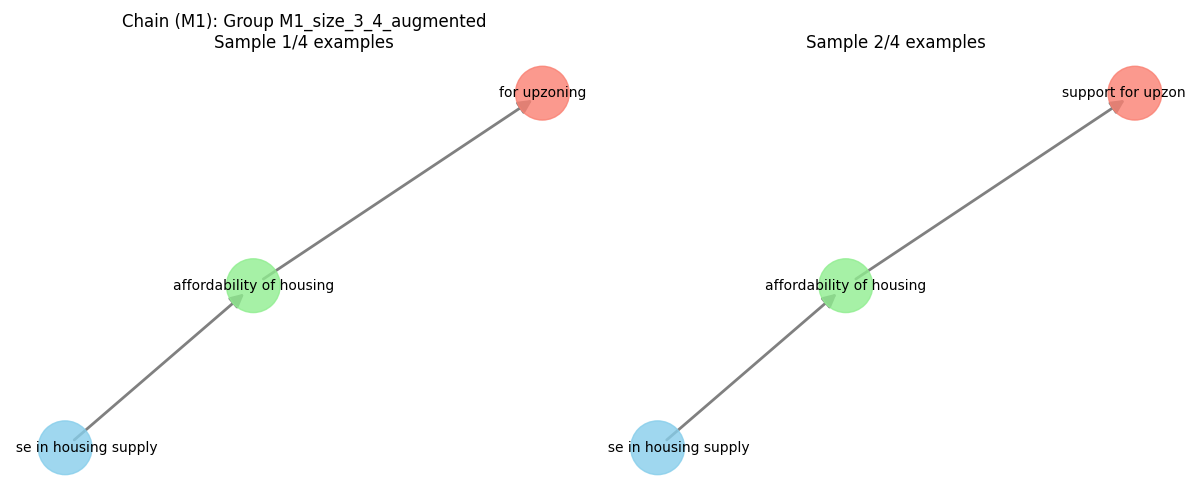 Chain (M1): Group M1_size_3_4_augmented
Sample 1/4 examples
for upzoning
affordability of housing
se in housing supply
Sample 2/4 examples
support for upzon
affordability of housing
se in housing supply